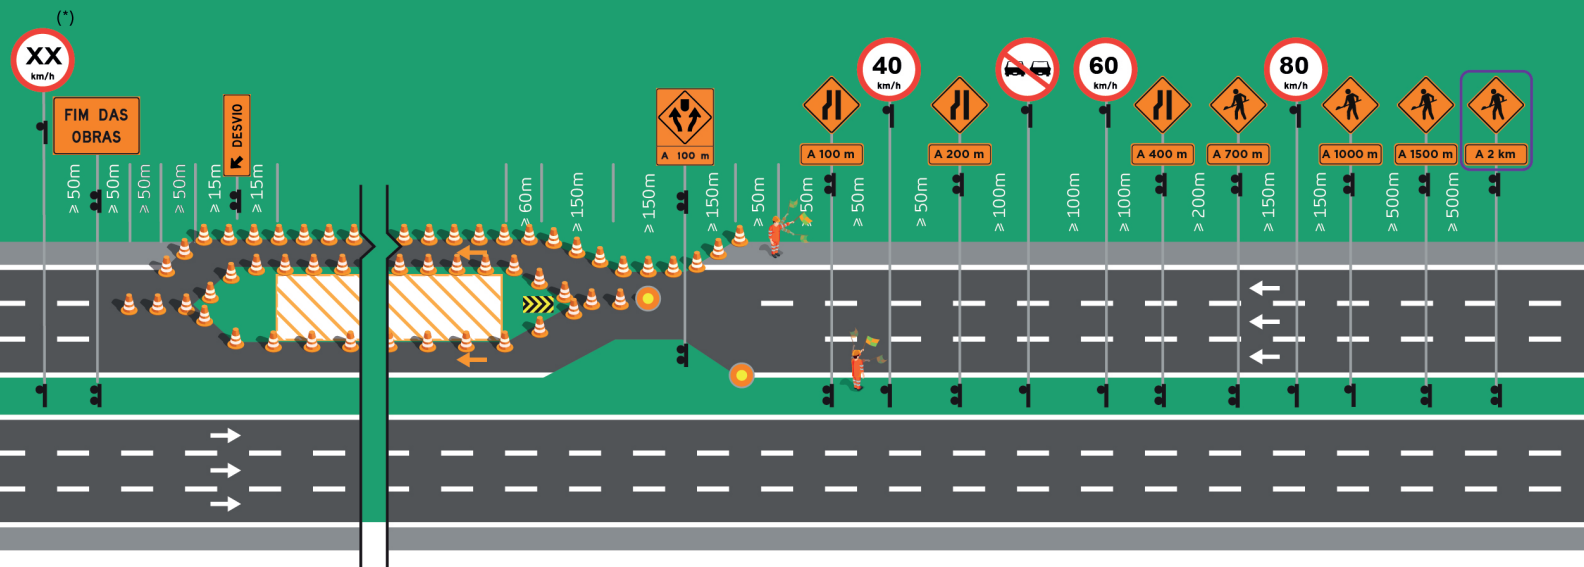 (*)
XX
km/h
FIM DAS
OBRAS
DESVIO
A 100 m
A 100 m
40
km/h
A 200 m
60
km/h
A 400 m
A 700 m
80
km/h
A 1000 m
A 1500 m
A 2 km
≥ 50m
≥ 50m
≥ 50m
≥ 50m
≥ 15m
≥ 15m
≥ 60m
≥ 150m
≥ 150m
≥ 150m
≥ 50m
≥ 50m
≥ 50m
≥ 50m
≥ 100m
≥ 100m
≥ 100m
≥ 200m
≥ 150m
≥ 150m
≥ 500m
≥ 500m